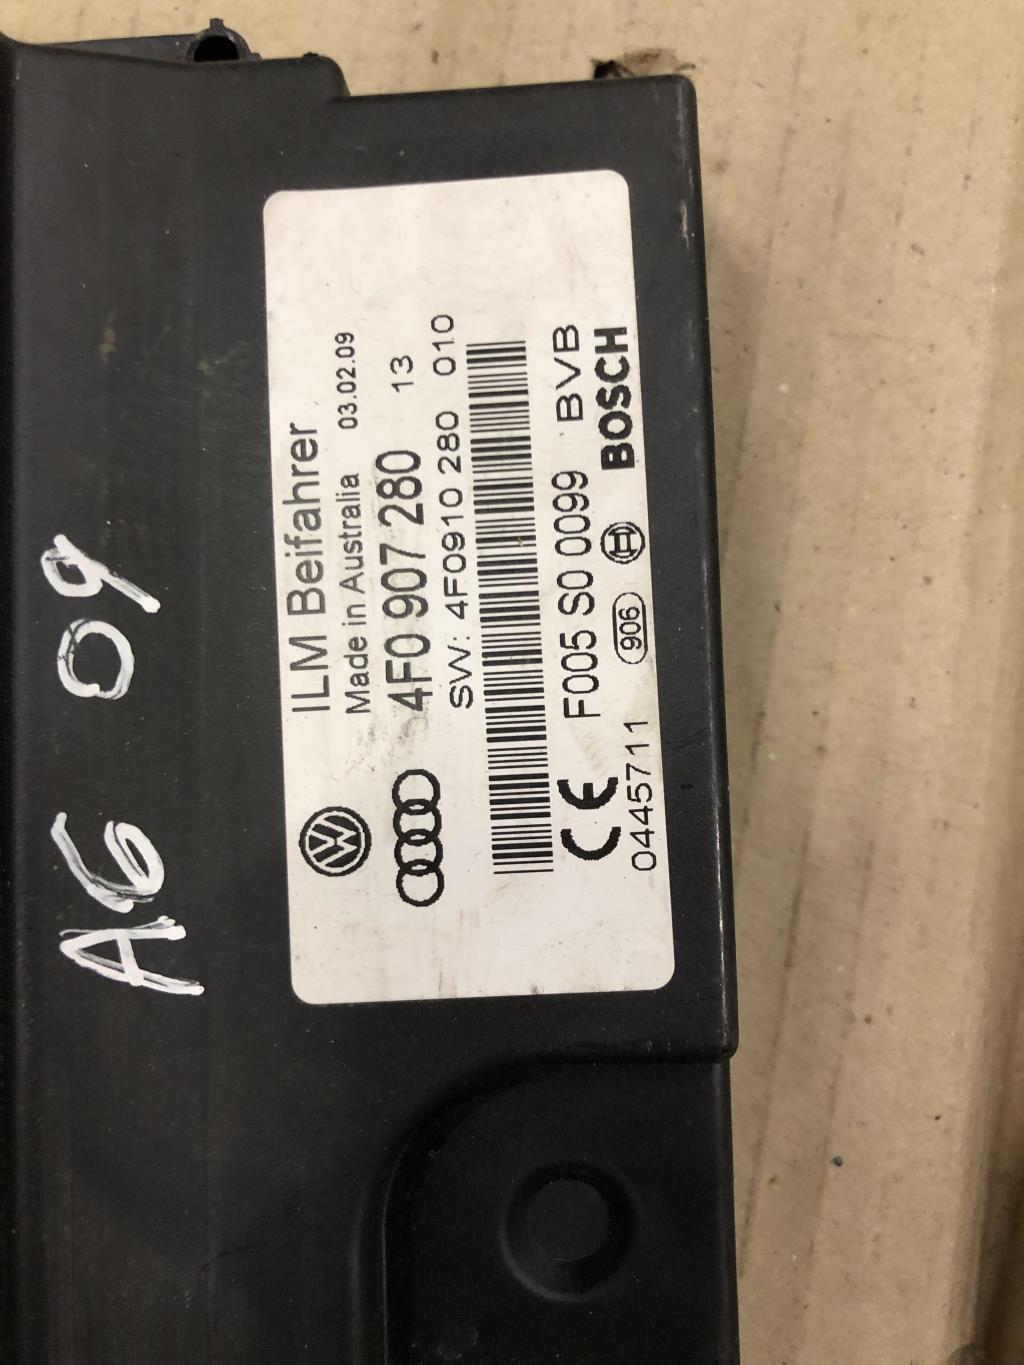 A6 09
ILM Beifahrer
Made in Australia 03.02.09
4F0 907 280 13
SW: 4F0910 280 010
F005 S0 0099 BVB
CE 906 BOSCH
0445711